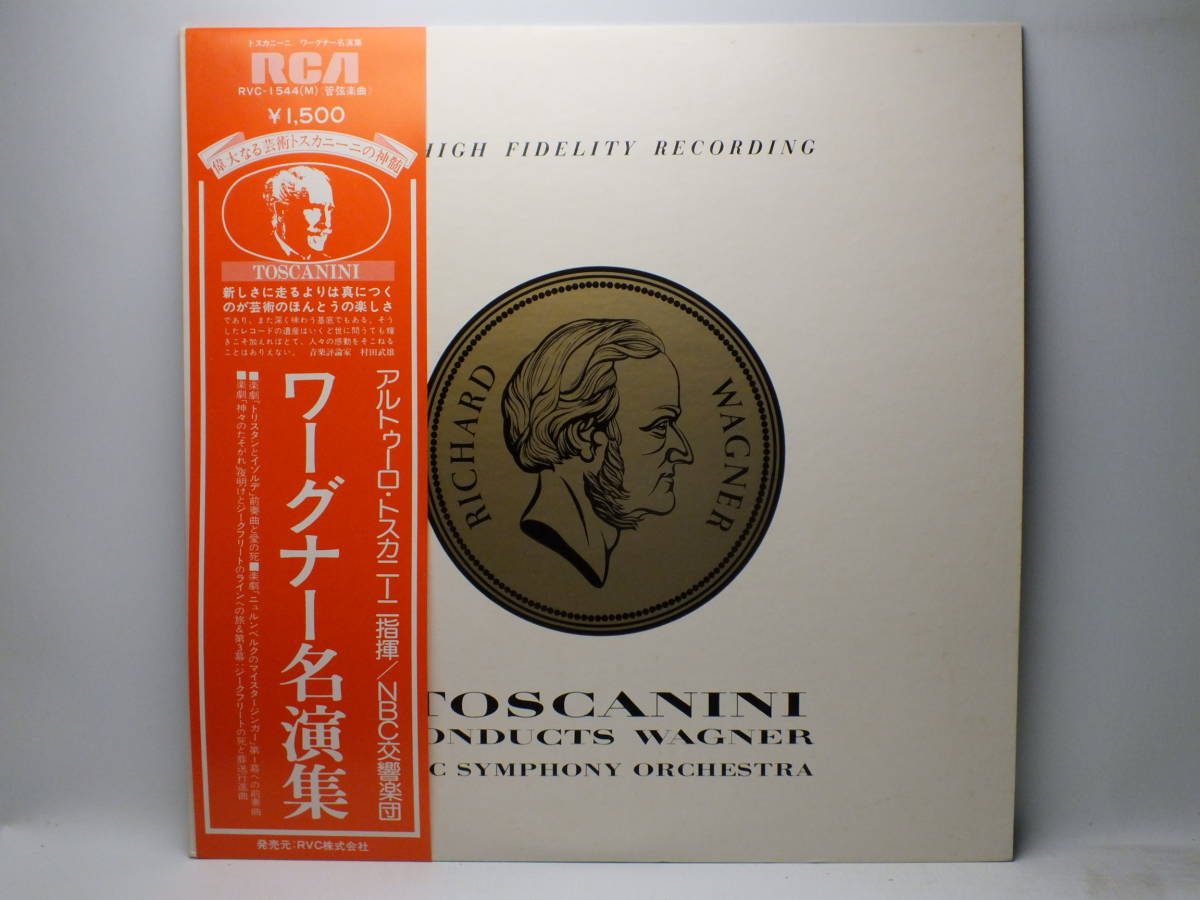 トスカニーニ ワーグナー名演集
RCA
RVC-1544(M)〈管弦楽曲〉
¥1,500
偉大なる芸術トスカニーニの神髄
TOSCANINI
新しさに走るよりは真につく
のが芸術のほんとうの楽しさ
であり、また深く味わう基底でもある。そう
したレコードの遺産はいくど世に問うても輝
きこそ加えればとて、人々の感動をそこねる
ことはありえない。 音楽評論家 村田武雄
アルトゥーロ・トスカニーニ指揮/NBC交響楽団
ワーグナー名演集
■楽劇「トリスタンとイゾルデ」前奏曲と愛の死■楽劇「ニュルンベルクのマイスタージンガー」第1幕への前奏曲
■楽劇「神々のたそがれ」夜明けとジークフリートのラインへの旅&第3幕:ジークフリートの死と葬送行進曲
発売元:RVC株式会社
HIGH FIDELITY RECORDING
RICHARD WAGNER
TOSCANINI
ONDUCTS WAGNER
C SYMPHONY ORCHESTRA